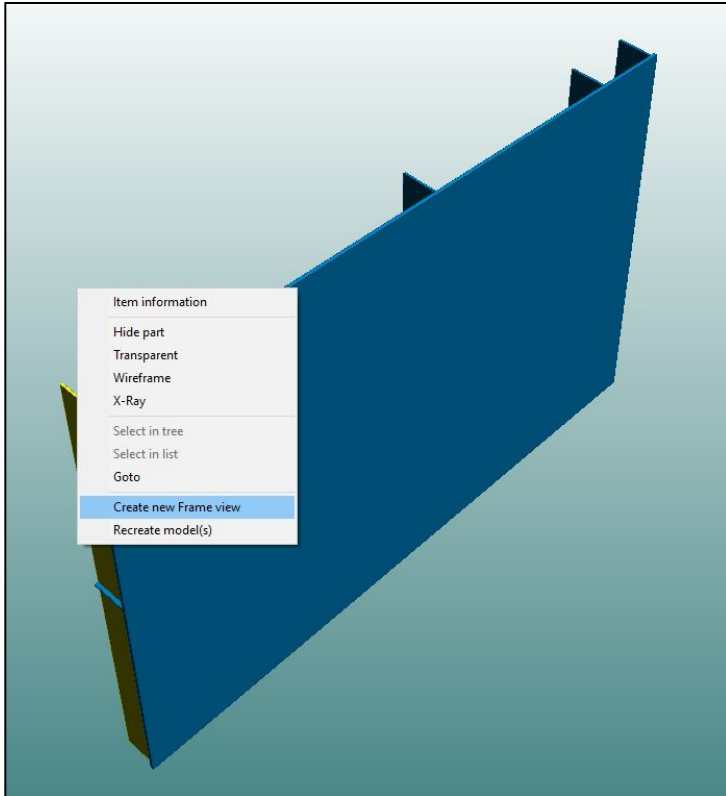 Item information
Hide part
Transparent
Wireframe
X-Ray
Select in tree
Select in list
Goto
Create new Frame view
Recreate model(s)